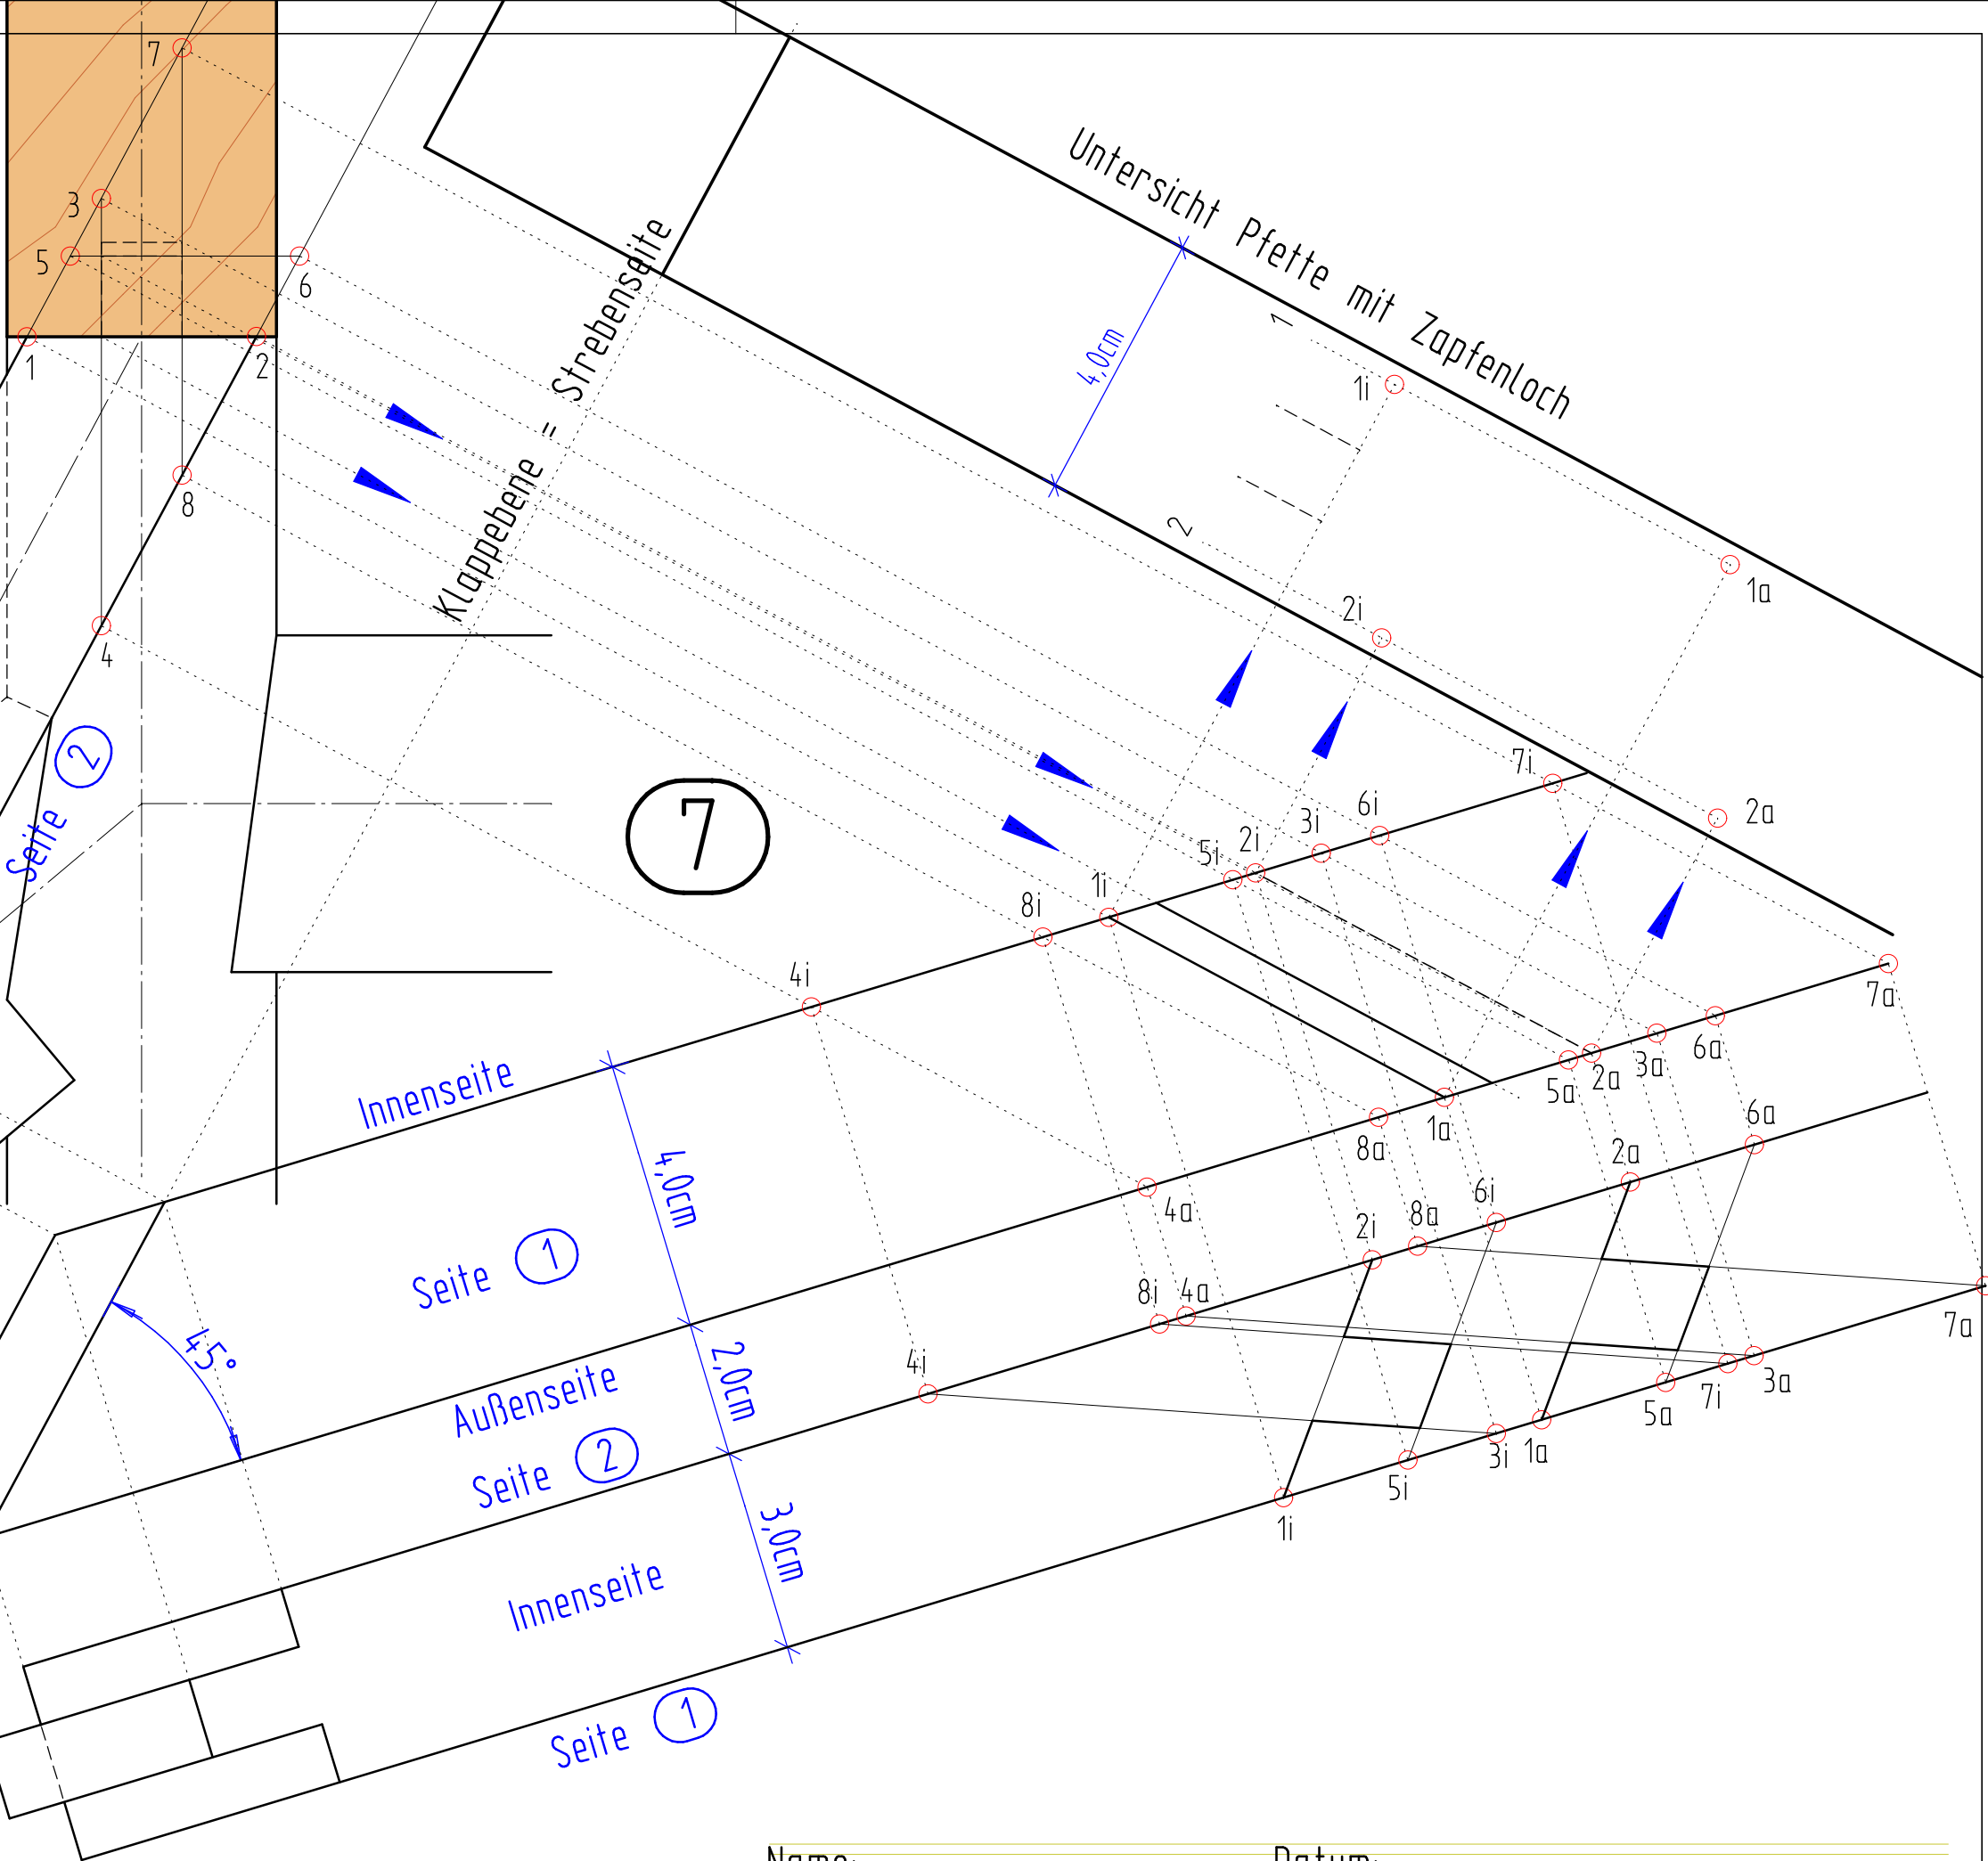 7
3
5
6
1
2
8
4
Untersicht Pfette mit Zapfenloch
Klappebene = Strebenseite
4,0cm
1
1i
1a
2
2i
2a
Seite 2
7
7i
6i
3i
2i
5i
1i
8i
4i
7a
6a
3a
2a
5a
1a
8a
4a
Innenseite
4,0cm
Seite 1
45°
Außenseite
2,0cm
Seite 2
3,0cm
Innenseite
Seite 1
6a
2a
6i
8a
2i
4a
8i
4i
7a
3a
7i
5a
1a
3i
5i
1i
Name:
Datum: